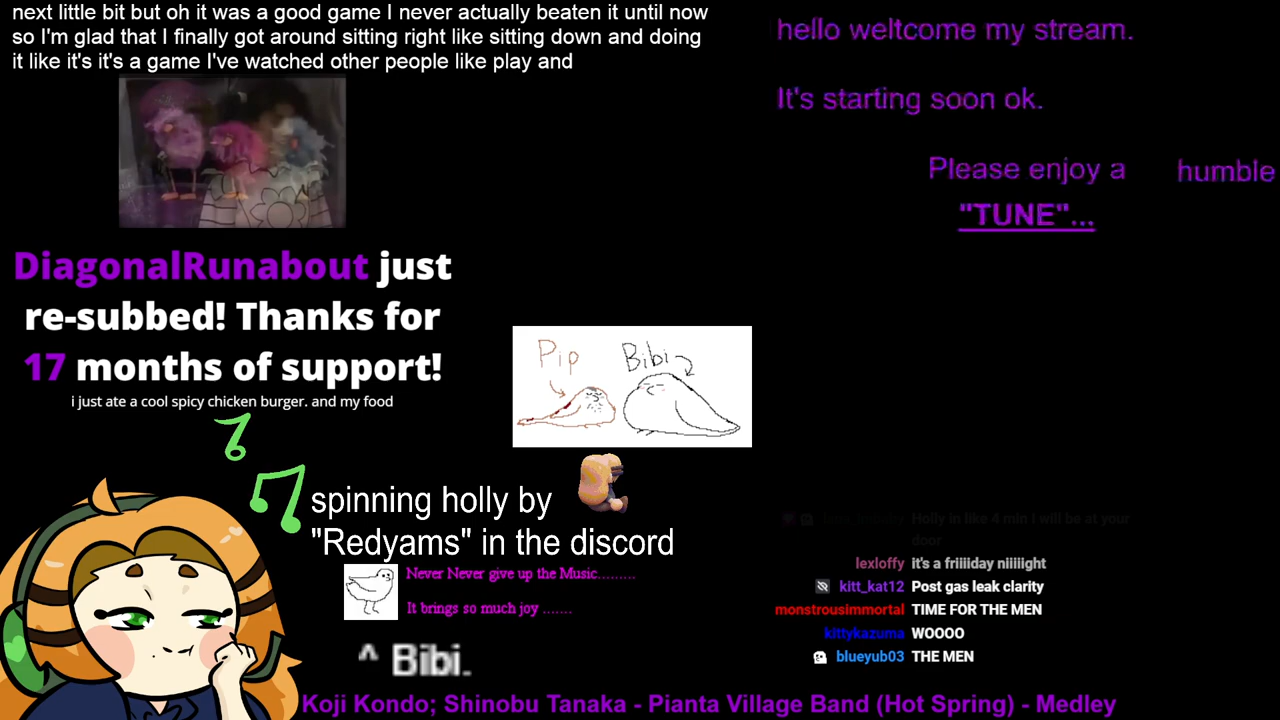 next little bit but oh it was a good game I never actually beaten it until now
so I'm glad that I finally got around sitting right like sitting down and doing
it like it's it's a game I've watched other people like play and
hello weltcome my stream.
It's starting soon ok.
Please enjoy a humble
"TUNE"...
DiagonalRunabout just
re-subbed! Thanks for
17 months of support!
i just ate a cool spicy chicken burger. and my food
Pip Bibi
spinning holly by
"Redyams" in the discord
Never Never give up the Music.........
It brings so much joy .......
^ Bibi.
Holly in like 4 min I will be at your
door
lexloffy it's a friiiiday niiiiight
kitt_kat12 Post gas leak clarity
monstrousimmortal TIME FOR THE MEN
kittykazuma WOOOO
blueyub03 THE MEN
Koji Kondo; Shinobu Tanaka - Pianta Village Band (Hot Spring) - Medley